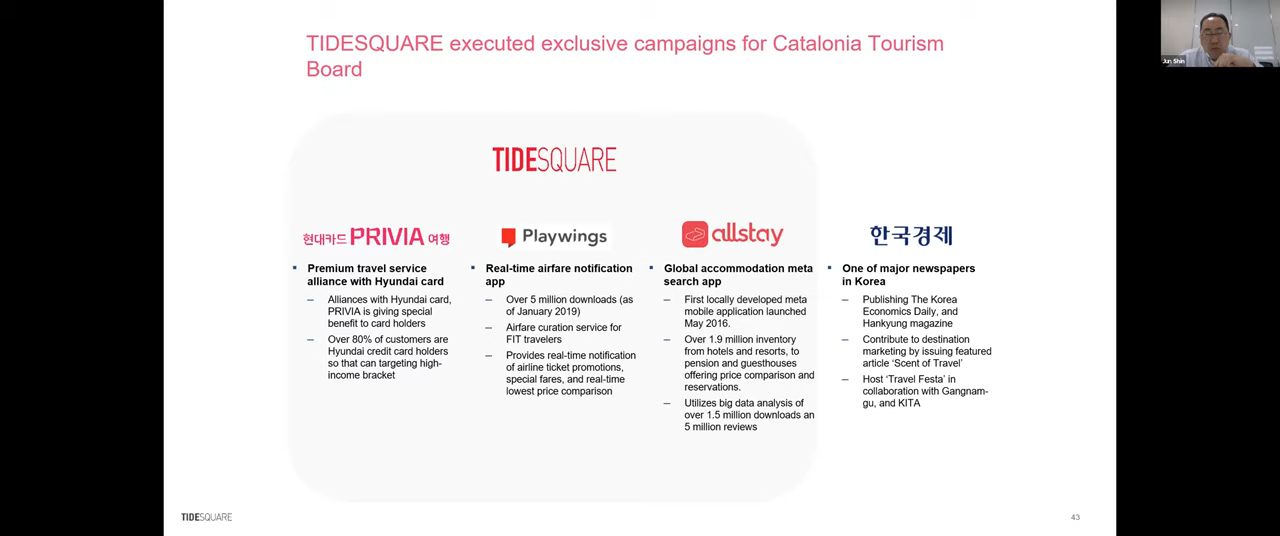 TIDESQUARE executed exclusive campaigns for Catalonia Tourism
Board
Jun Shin
TIDESQUARE
현대카드 PRIVIA 여행
Premium travel service
alliance with Hyundai card
Alliances with Hyundai card,
PRIVIA is giving special
benefit to card holders
Over 80% of customers are
Hyundai credit card holders
so that can targeting high-
income bracket
Playwings
Real-time airfare notification
app
Over 5 million downloads (as
of January 2019)
Airfare curation service for
FIT travelers
Provides real-time notification
of airline ticket promotions,
special fares, and real-time
lowest price comparison
allstay
Global accommodation meta
search app
First locally developed meta
mobile application launched
May 2016.
Over 1.9 million inventory
from hotels and resorts, to
pension and guesthouses
offering price comparison and
reservations.
Utilizes big data analysis of
over 1.5 million downloads an
5 million reviews
한국경제
One of major newspapers
in Korea
Publishing The Korea
Economics Daily, and
Hankyung magazine
Contribute to destination
marketing by issuing featured
article ‘Scent of Travel’
Host ‘Travel Festa’ in
collaboration with Gangnam-
gu, and KITA
TIDESQUARE
43